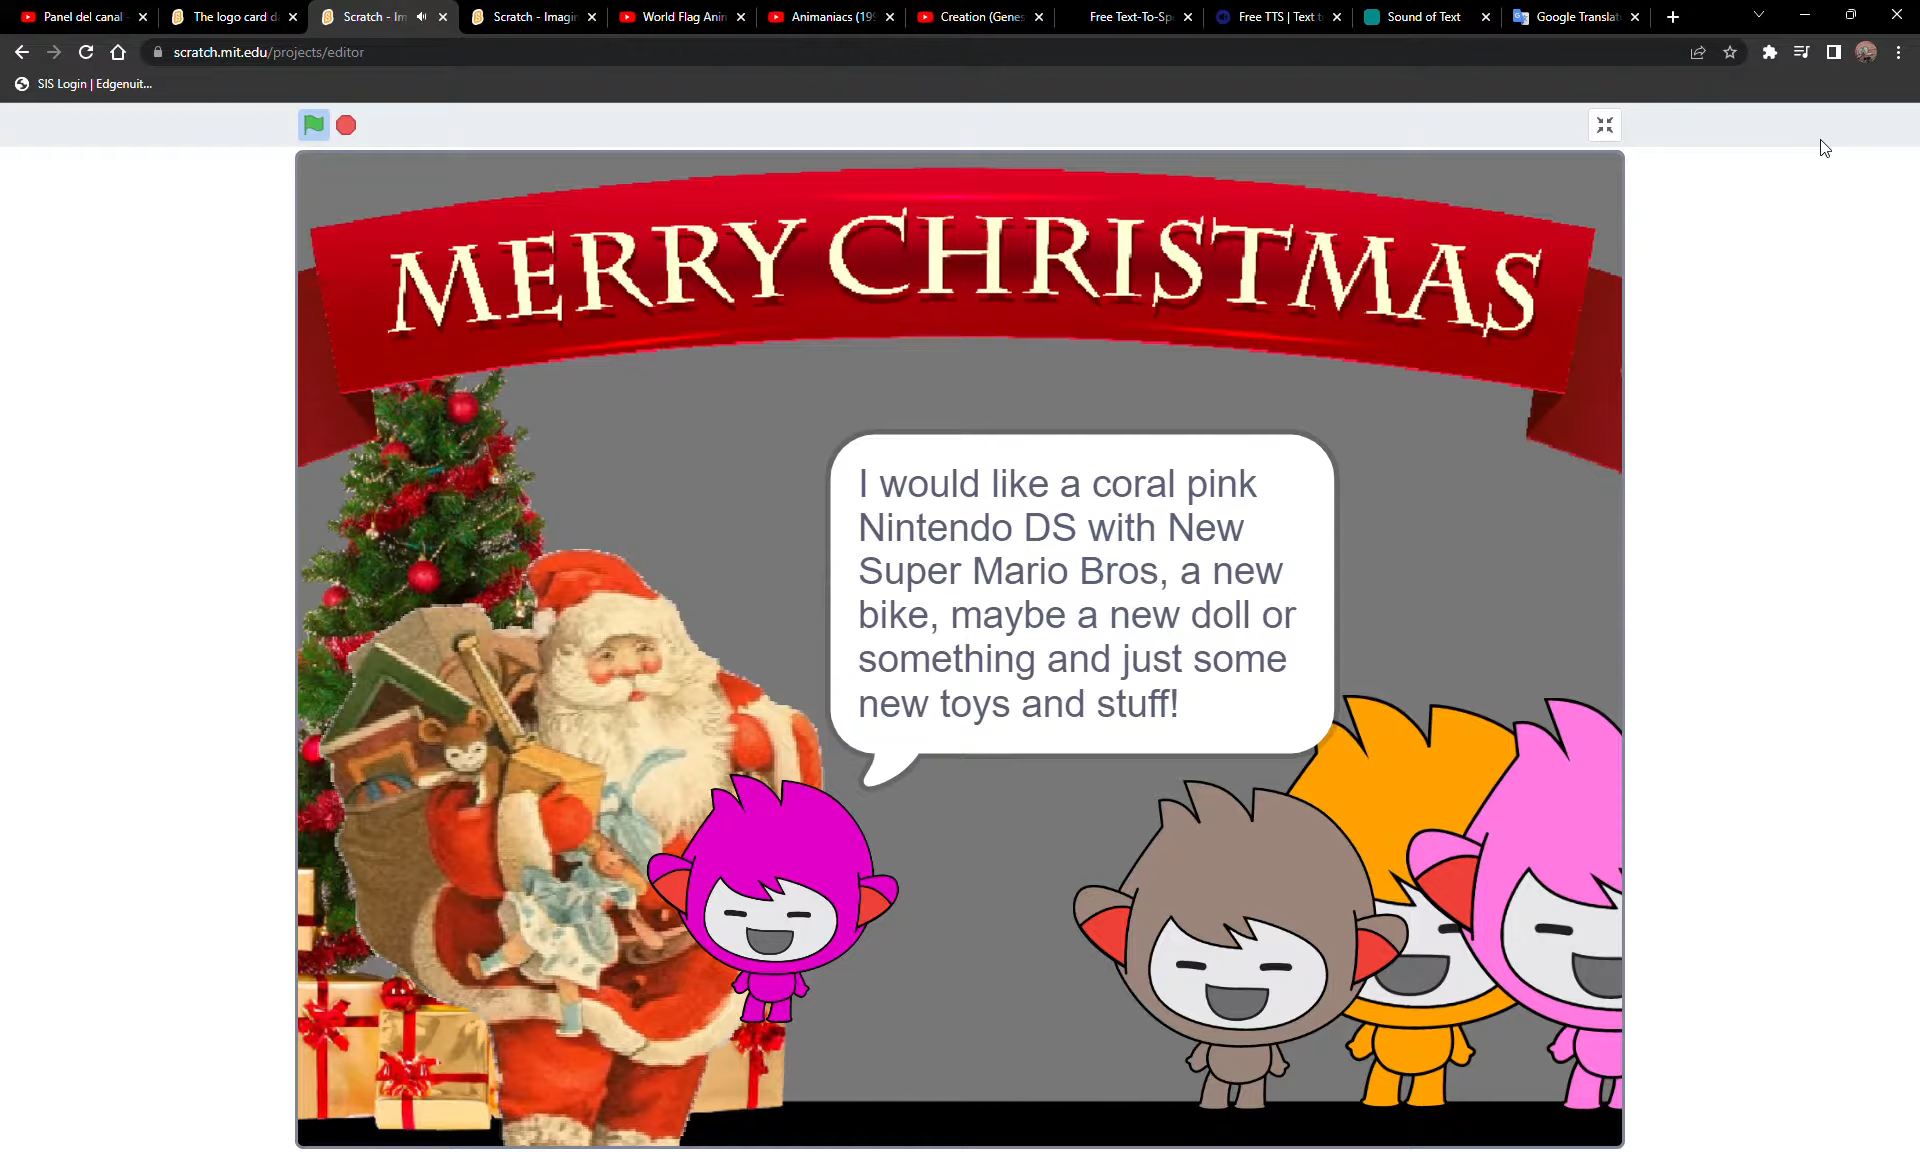 Panel del canal -
The logo card d
Scratch - Im
Scratch - Imagin
World Flag Anim
Animaniacs (199
Creation (Genes
Free Text-To-Sp
Free TTS | Text t
Sound of Text
Google Translat
scratch.mit.edu/projects/editor
SIS Login | Edgenuit...
MERRY CHRISTMAS
I would like a coral pink
Nintendo DS with New
Super Mario Bros, a new
bike, maybe a new doll or
something and just some
new toys and stuff!